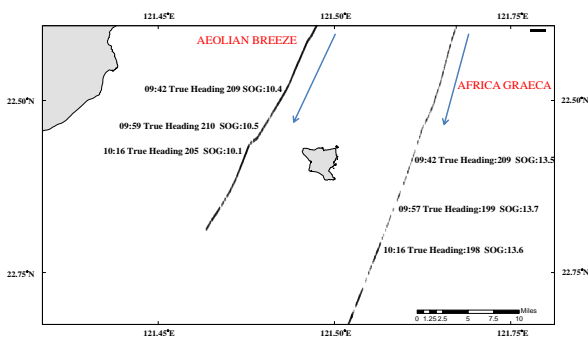 121.45°E 121.50°E 121.75°E
AEOLIAN BREEZE
AFRICA GRAECA
09:42 True Heading 209 SOG:10.4
22.50°N 22.50°N
09:59 True Heading 210 SOG:10.5
10:16 True Heading 205 SOG:10.1
09:42 True Heading:209 SOG:13.5
09:57 True Heading:199 SOG:13.7
10:16 True Heading:198 SOG:13.6
22.75°N 22.75°N
Miles
0 1.25 2.5 5 7.5 10
121.45°E 121.50°E 121.75°E